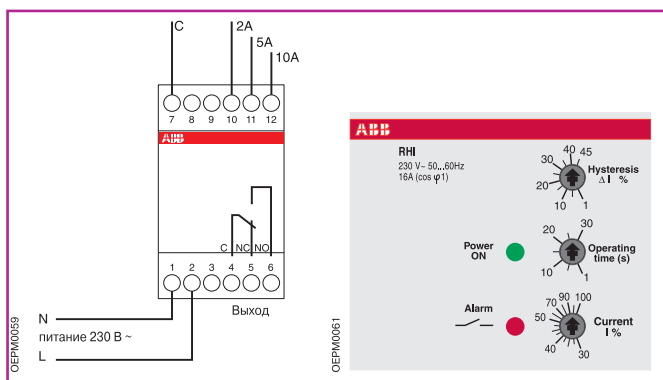 C
2A
5A
10A
7 8 9 10 11 12
ABB
C NC NO
1 2 3 4 5 6
Выход
N
питание 230 В ~
L
OEPM0059
ABB
RHI
230 V~ 50...60Hz
16A (cos φ1)
40 45
30
20
10 1
Hysteresis
Δ I %
Power
ON
30
20
10
1
Operating
time (s)
Alarm
90 100
70
50
40
30
Current
I %
OEPM0061